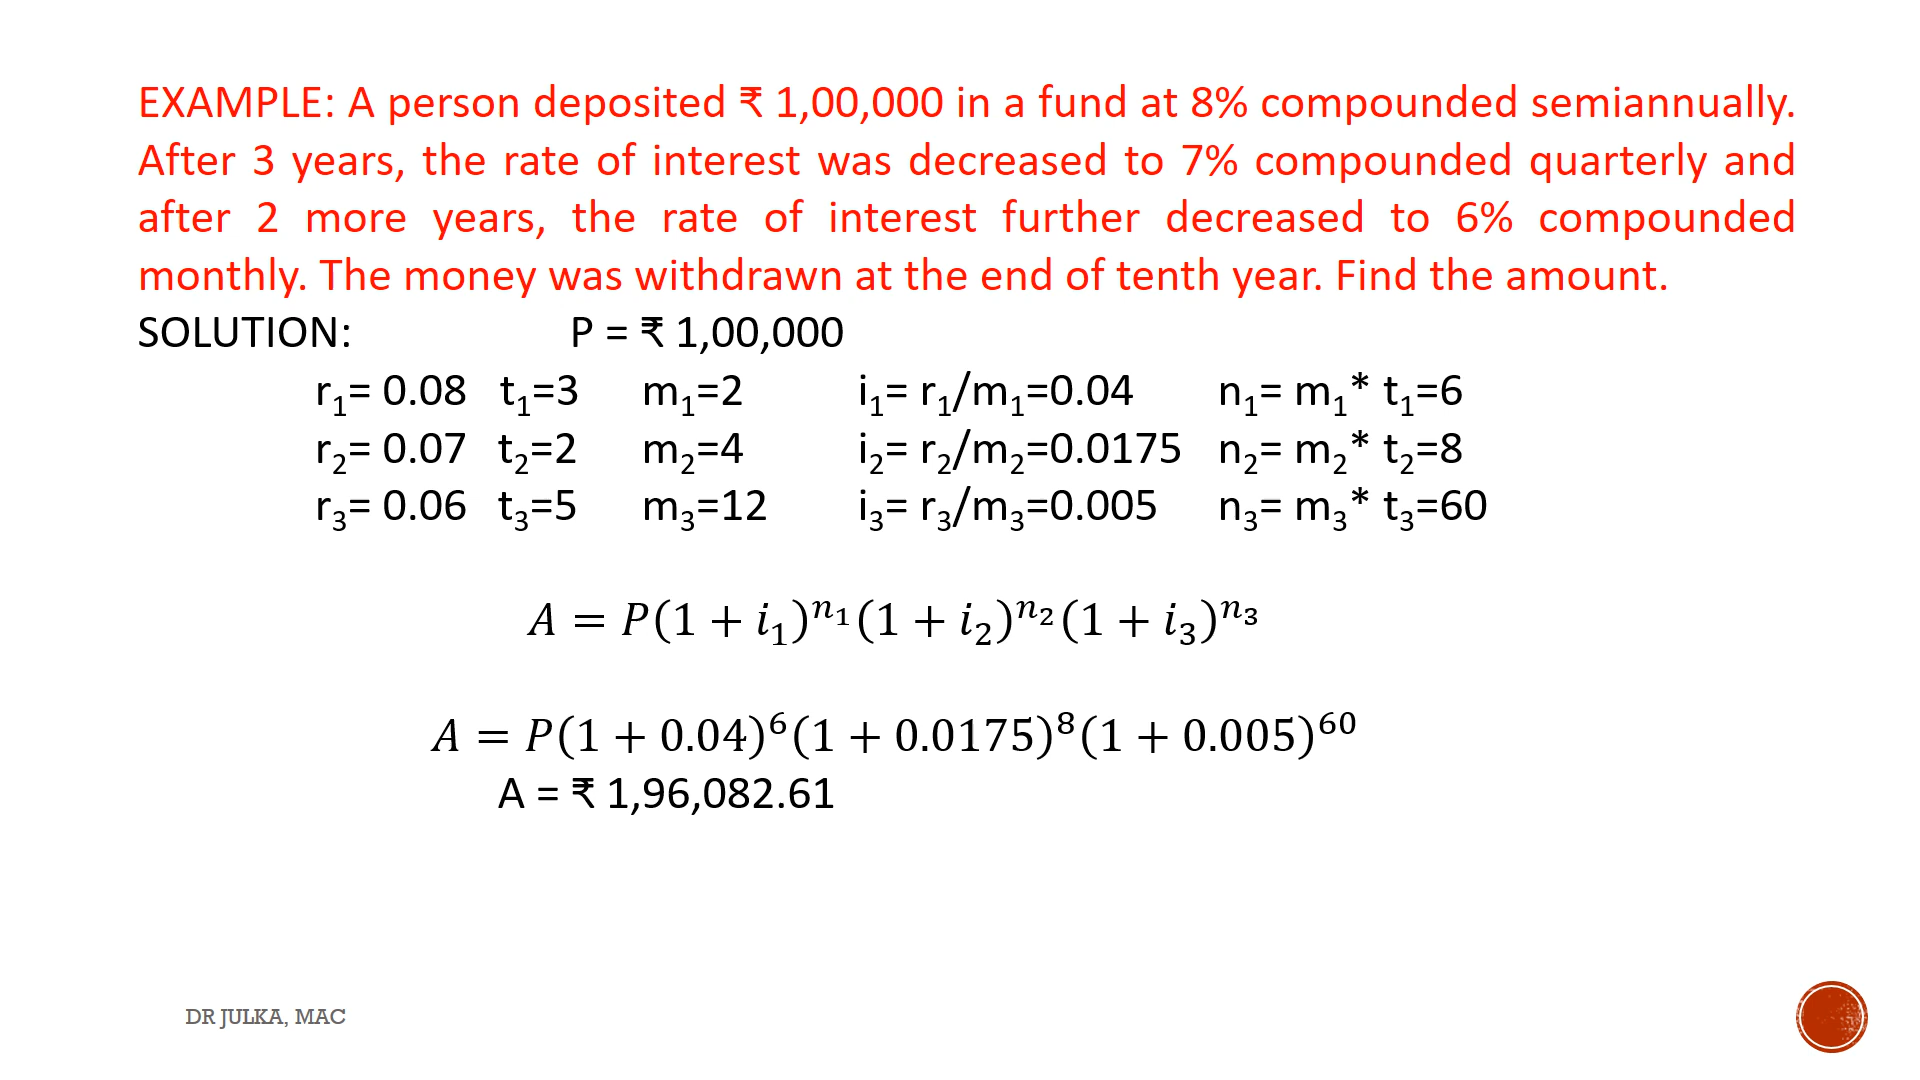 EXAMPLE: A person deposited ₹ 1,00,000 in a fund at 8% compounded semiannually.
After 3 years, the rate of interest was decreased to 7% compounded quarterly and
after 2 more years, the rate of interest further decreased to 6% compounded
monthly. The money was withdrawn at the end of tenth year. Find the amount.
SOLUTION: P = ₹ 1,00,000
r₁= 0.08 t₁=3 m₁=2 i₁= r₁/m₁=0.04 n₁= m₁* t₁=6
r₂= 0.07 t₂=2 m₂=4 i₂= r₂/m₂=0.0175 n₂= m₂* t₂=8
r₃= 0.06 t₃=5 m₃=12 i₃= r₃/m₃=0.005 n₃= m₃* t₃=60
A = P(1 + i₁)^n₁(1 + i₂)^n₂(1 + i₃)^n₃
A = P(1 + 0.04)⁶(1 + 0.0175)⁸(1 + 0.005)⁶⁰
A = ₹ 1,96,082.61
DR JULKA, MAC